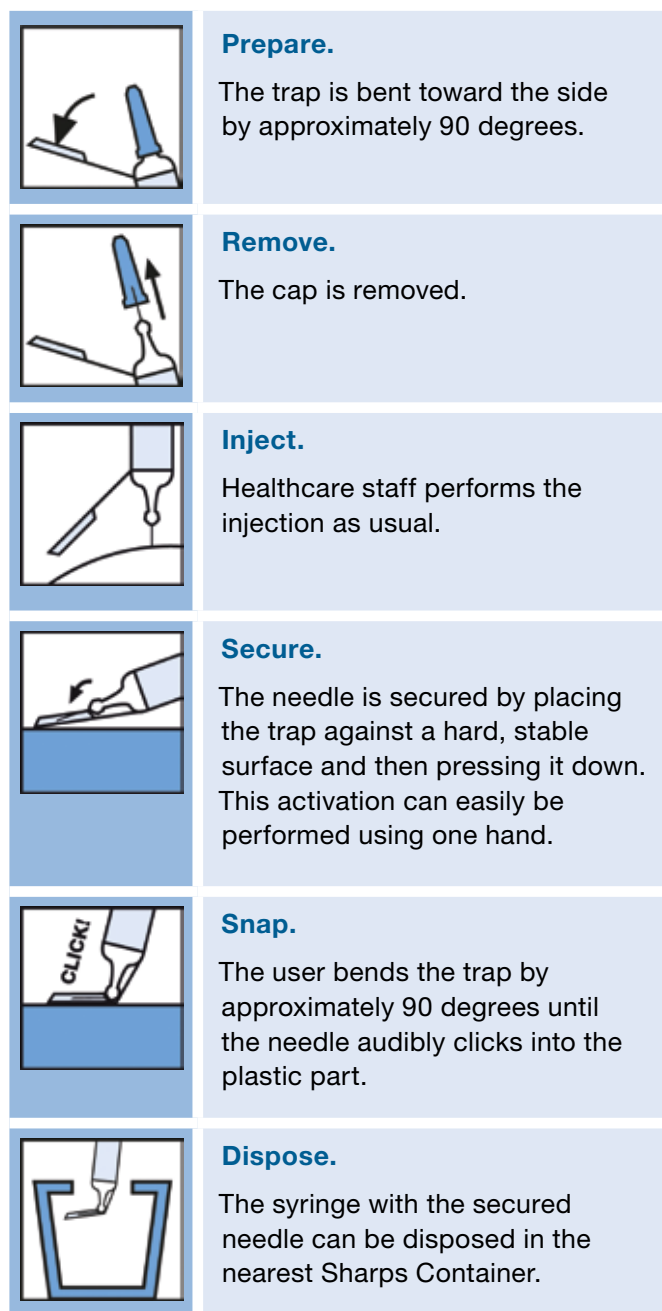 Prepare.
The trap is bent toward the side
by approximately 90 degrees.
Remove.
The cap is removed.
Inject.
Healthcare staff performs the
injection as usual.
Secure.
The needle is secured by placing
the trap against a hard, stable
surface and then pressing it down.
This activation can easily be
performed using one hand.
CLICK!
Snap.
The user bends the trap by
approximately 90 degrees until
the needle audibly clicks into the
plastic part.
Dispose.
The syringe with the secured
needle can be disposed in the
nearest Sharps Container.